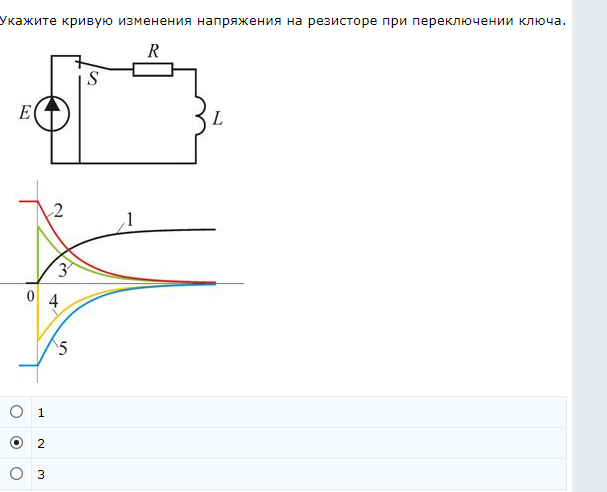 Укажите кривую изменения напряжения на резисторе при переключении ключа.
R
S
E
L
2
1
3
0
4
5
1
2
3